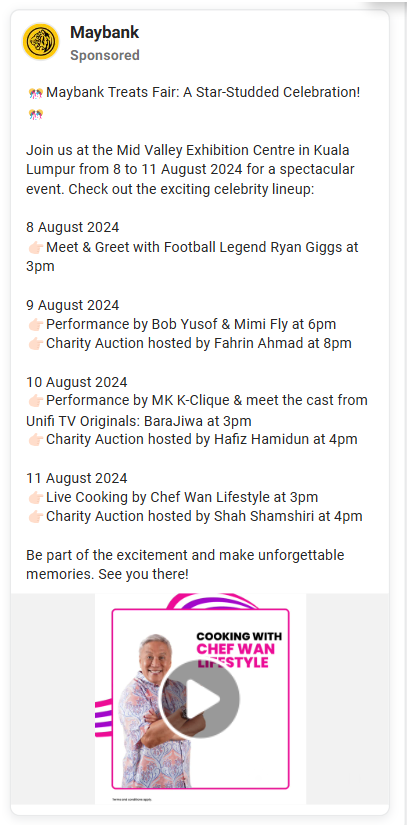 Maybank
Sponsored
🎊Maybank Treats Fair: A Star-Studded Celebration!
🎊
Join us at the Mid Valley Exhibition Centre in Kuala
Lumpur from 8 to 11 August 2024 for a spectacular
event. Check out the exciting celebrity lineup:
8 August 2024
👉🏻Meet & Greet with Football Legend Ryan Giggs at
3pm
9 August 2024
👉🏻Performance by Bob Yusof & Mimi Fly at 6pm
👉🏻Charity Auction hosted by Fahrin Ahmad at 8pm
10 August 2024
👉🏻Performance by MK K-Clique & meet the cast from
Unifi TV Originals: BaraJiwa at 3pm
👉🏻Charity Auction hosted by Hafiz Hamidun at 4pm
11 August 2024
👉🏻Live Cooking by Chef Wan Lifestyle at 3pm
👉🏻Charity Auction hosted by Shah Shamshiri at 4pm
Be part of the excitement and make unforgettable
memories. See you there!
COOKING WITH
CHEF WAN
LIFESTYLE
Terms and conditions apply.